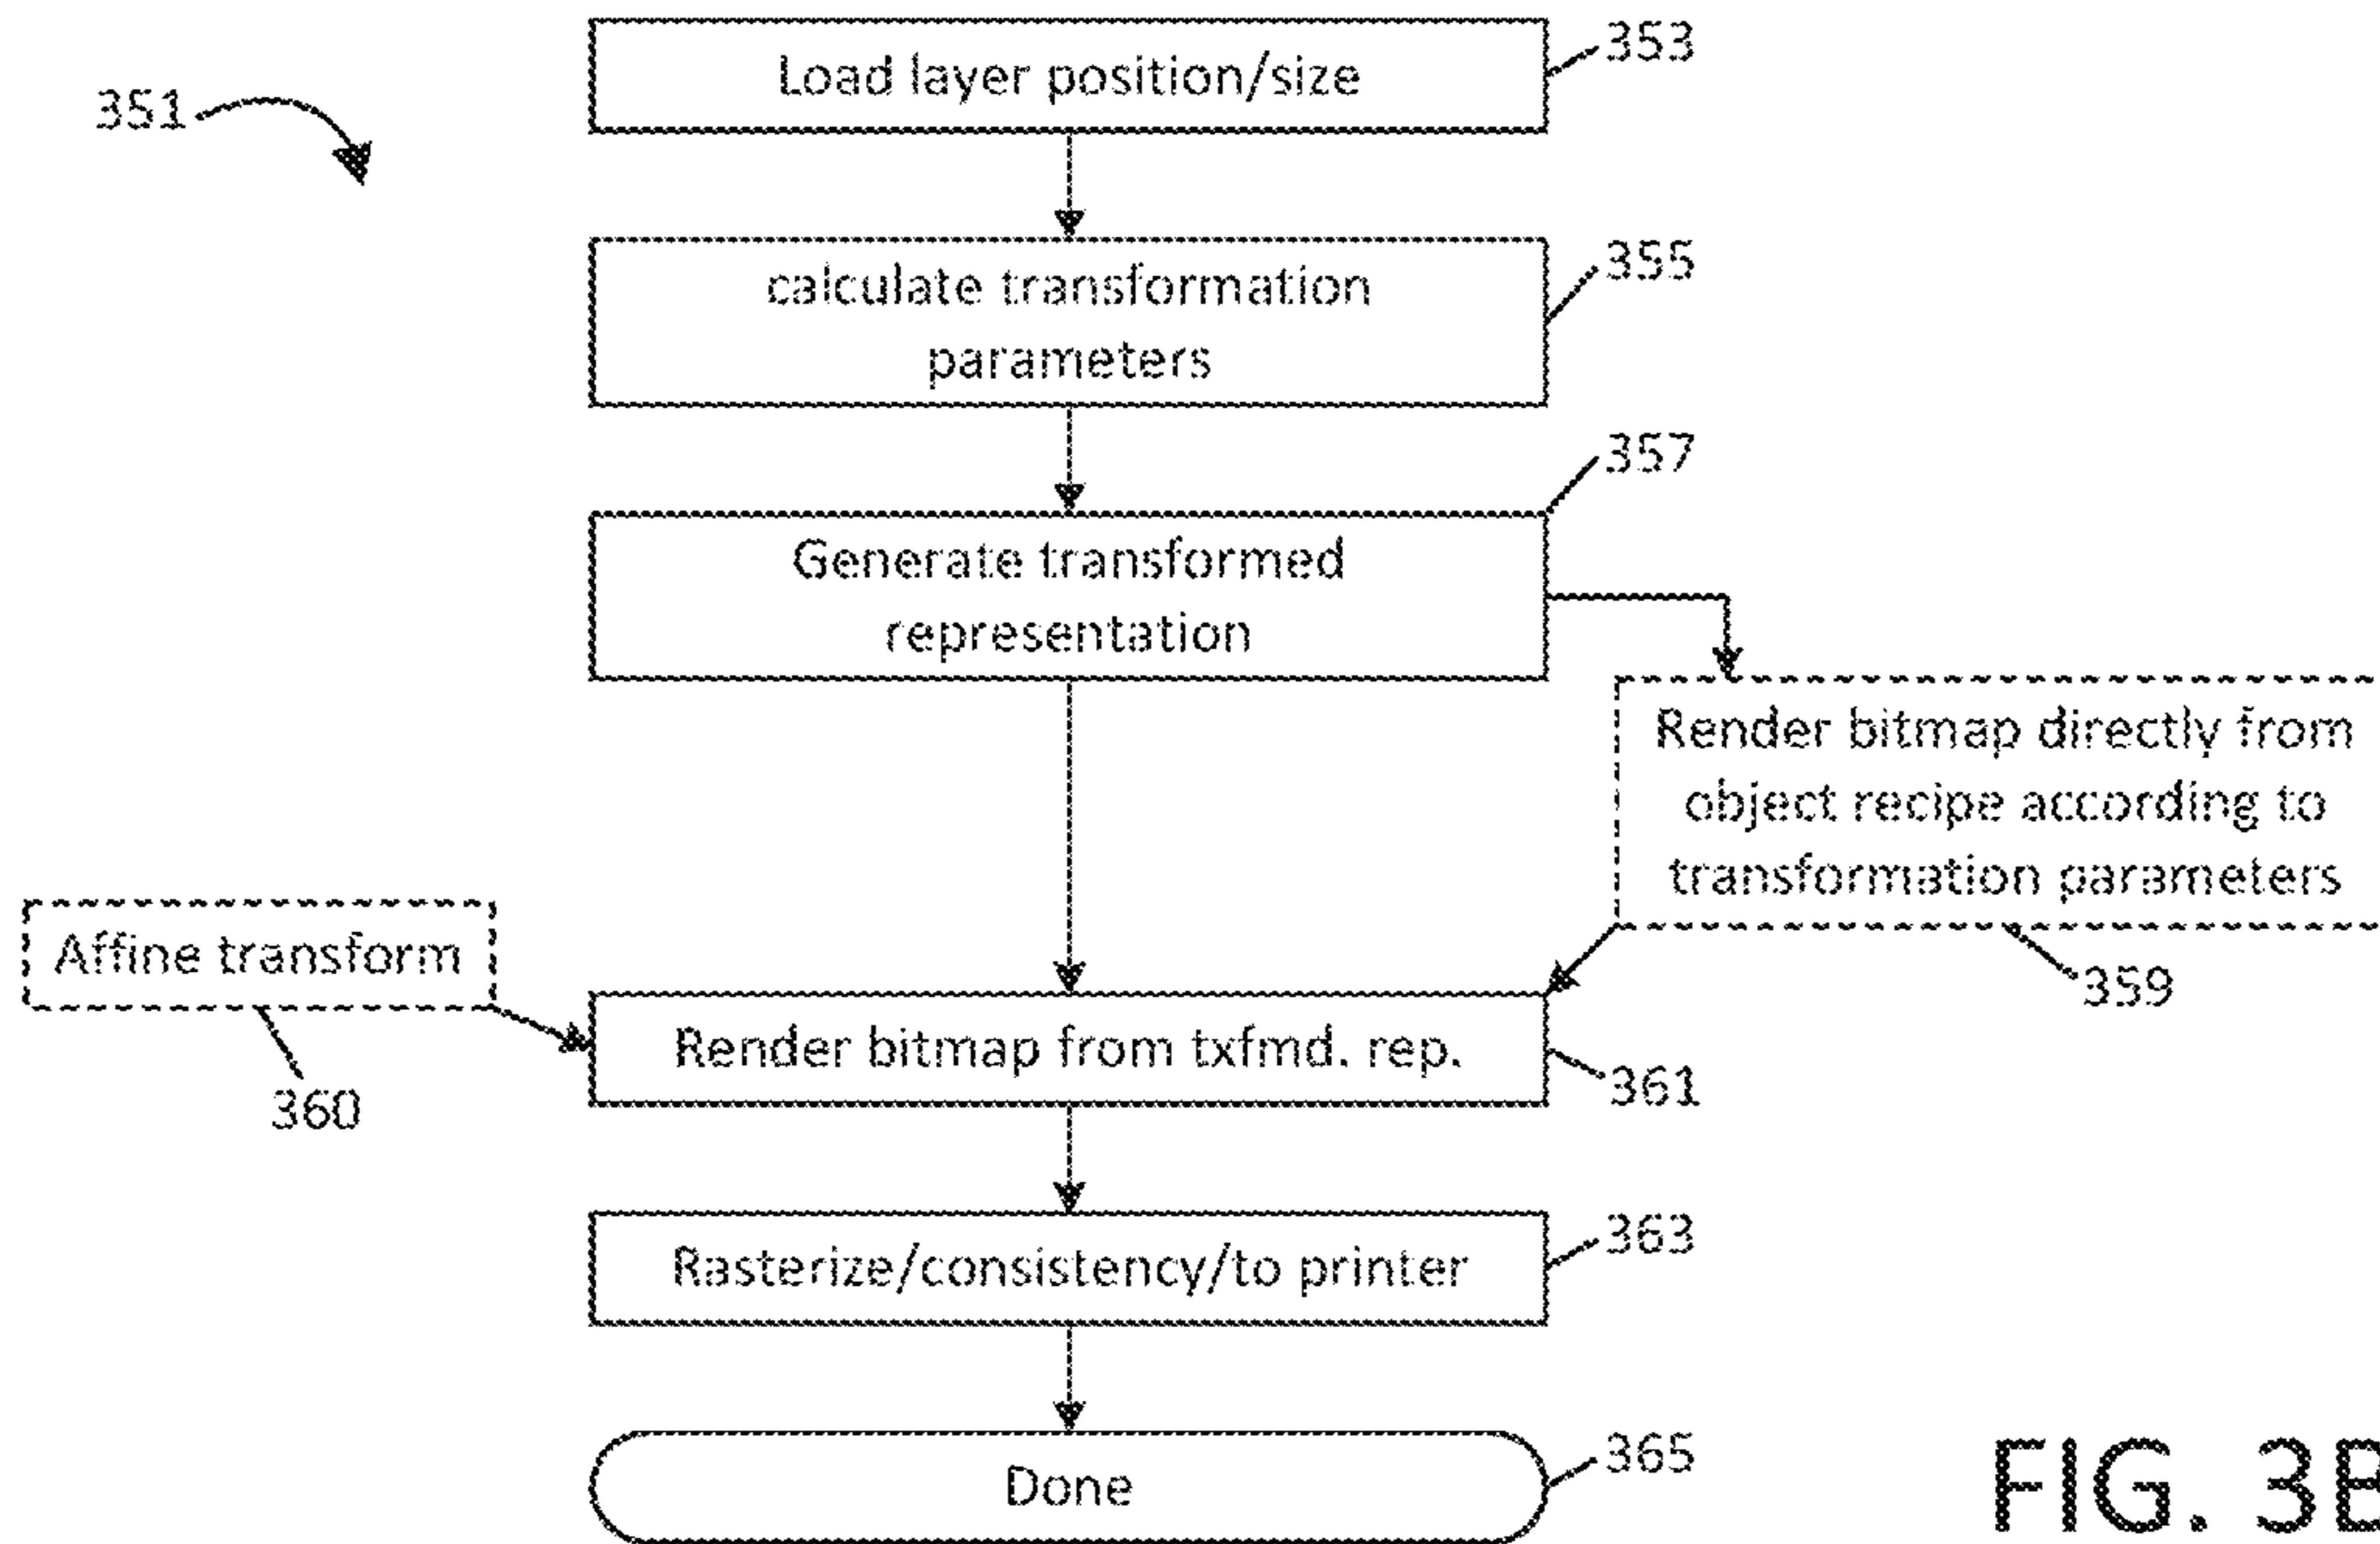 353
Load layer position/size
351
355
calculate transformation
parameters
357
Generate transformed
representation
Render bitmap directly from
object recipe according to
transformation parameters
359
Affine transform
360
Render bitmap from txfmd. rep.
361
363
Rasterize/consistency/to printer
365
Done
FIG. 3B